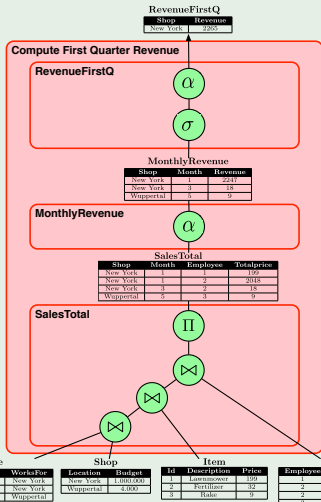 RevenueFirstQ
Shop Revenue
New York 2265
Compute First Quarter Revenue
RevenueFirstQ
α
σ
MonthlyRevenue
Shop Month Revenue
New York 1 2247
New York 3 18
Wuppertal 5 9
MonthlyRevenue
α
SalesTotal
Shop Month Employee Totalprice
New York 1 1 199
New York 1 2 2048
New York 3 2 18
Wuppertal 5 3 9
SalesTotal
Π
⋈
⋈
⋈
e Shop Item
WorksFor Location Budget Id Description Price Employee
New York New York 1.000.000 1 Lawnmower 199 1
New York Wuppertal 4.000 2 Fertilizer 32 2
Wuppertal 3 Rake 9 2